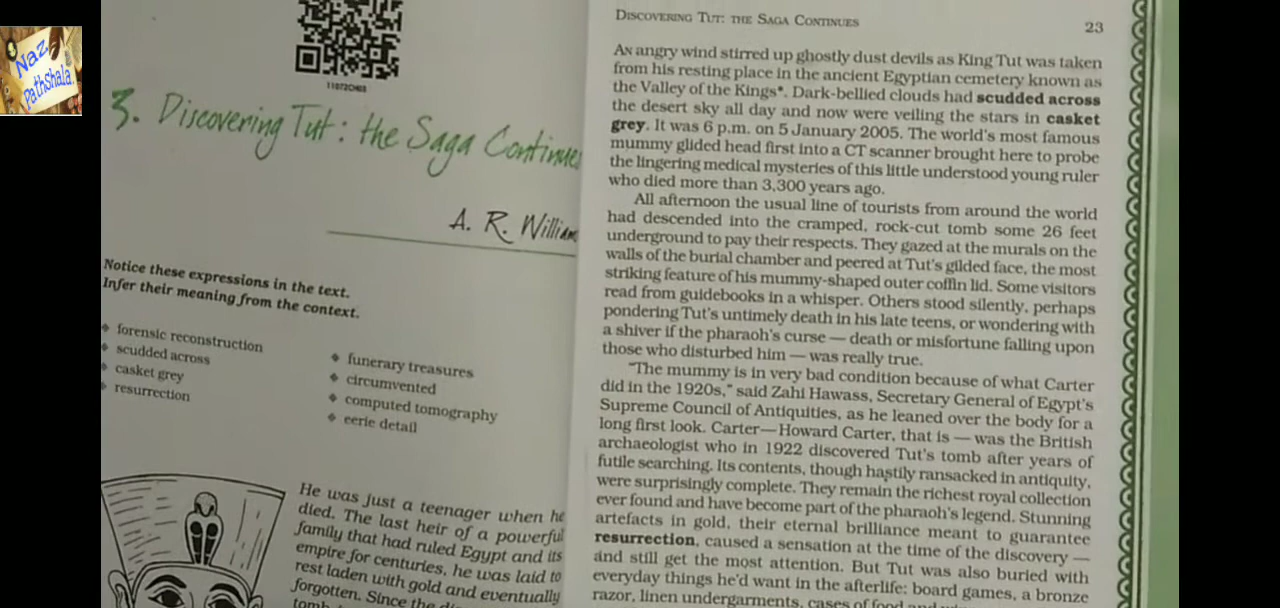 Naz
Pathshala
11072CH03
3. Discovering Tut: the Saga Continue
A. R. William
Notice these expressions in the text.
Infer their meaning from the context.
❖ forensic reconstruction
❖ scudded across
❖ casket grey
❖ resurrection
❖ funerary treasures
❖ circumvented
❖ computed tomography
❖ eerie detail
He was just a teenager when he
died. The last heir of a powerful
family that had ruled Egypt and its
empire for centuries, he was laid to
rest laden with gold and eventually
forgotten. Since the
DISCOVERING TUT: THE SAGA CONTINUES 23
AN angry wind stirred up ghostly dust devils as King Tut was taken
from his resting place in the ancient Egyptian cemetery known as
the Valley of the Kings*. Dark-bellied clouds had scudded across
the desert sky all day and now were veiling the stars in casket
grey. It was 6 p.m. on 5 January 2005. The world's most famous
mummy glided head first into a CT scanner brought here to probe
the lingering medical mysteries of this little understood young ruler
who died more than 3,300 years ago.
All afternoon the usual line of tourists from around the world
had descended into the cramped, rock-cut tomb some 26 feet
underground to pay their respects. They gazed at the murals on the
walls of the burial chamber and peered at Tut's gilded face, the most
striking feature of his mummy-shaped outer coffin lid. Some visitors
read from guidebooks in a whisper. Others stood silently, perhaps
pondering Tut's untimely death in his late teens, or wondering with
a shiver if the pharaoh's curse — death or misfortune falling upon
those who disturbed him — was really true.
"The mummy is in very bad condition because of what Carter
did in the 1920s," said Zahi Hawass, Secretary General of Egypt's
Supreme Council of Antiquities, as he leaned over the body for a
long first look. Carter—Howard Carter, that is — was the British
archaeologist who in 1922 discovered Tut's tomb after years of
futile searching. Its contents, though hastily ransacked in antiquity,
were surprisingly complete. They remain the richest royal collection
ever found and have become part of the pharaoh's legend. Stunning
artefacts in gold, their eternal brilliance meant to guarantee
resurrection, caused a sensation at the time of the discovery —
and still get the most attention. But Tut was also buried with
everyday things he'd want in the afterlife: board games, a bronze
razor, linen undergarments, cases of food and